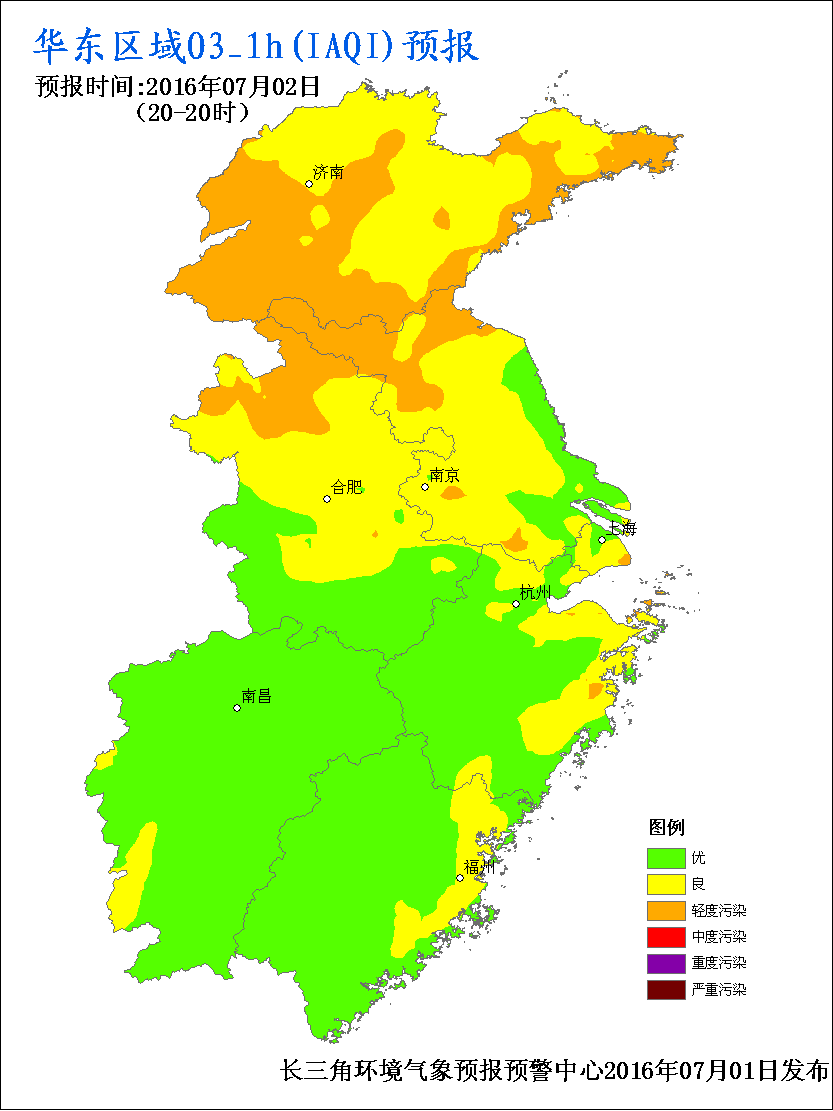 华东区域O3_1h(IAQI)预报
预报时间:2016年07月02日
(20-20时)
济南
南京
合肥
上海
杭州
南昌
福州
图例
优
良
轻度污染
中度污染
重度污染
严重污染
长三角环境气象预报预警中心2016年07月01日发布